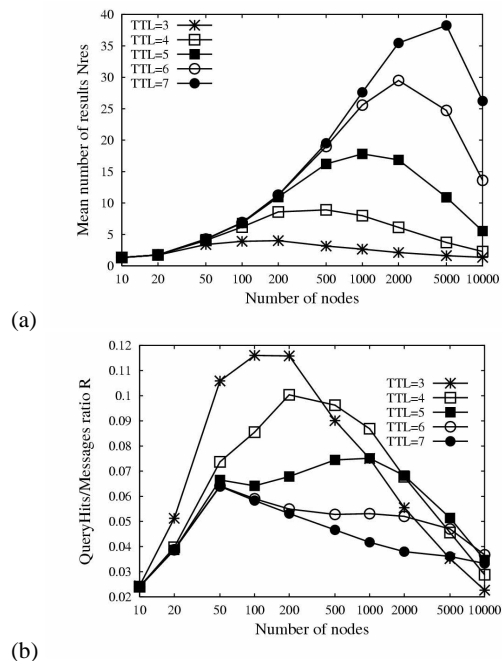 (a)
Mean number of results Nres
40
35
30
25
20
15
10
5
0
TTL=3
TTL=4
TTL=5
TTL=6
TTL=7
10 20 50 100 200 500 1000 2000 5000 10000
Number of nodes
(b)
QueryHits/Messages ratio R
0.12
0.11
0.1
0.09
0.08
0.07
0.06
0.05
0.04
0.03
0.02
TTL=3
TTL=4
TTL=5
TTL=6
TTL=7
10 20 50 100 200 500 1000 2000 5000 10000
Number of nodes